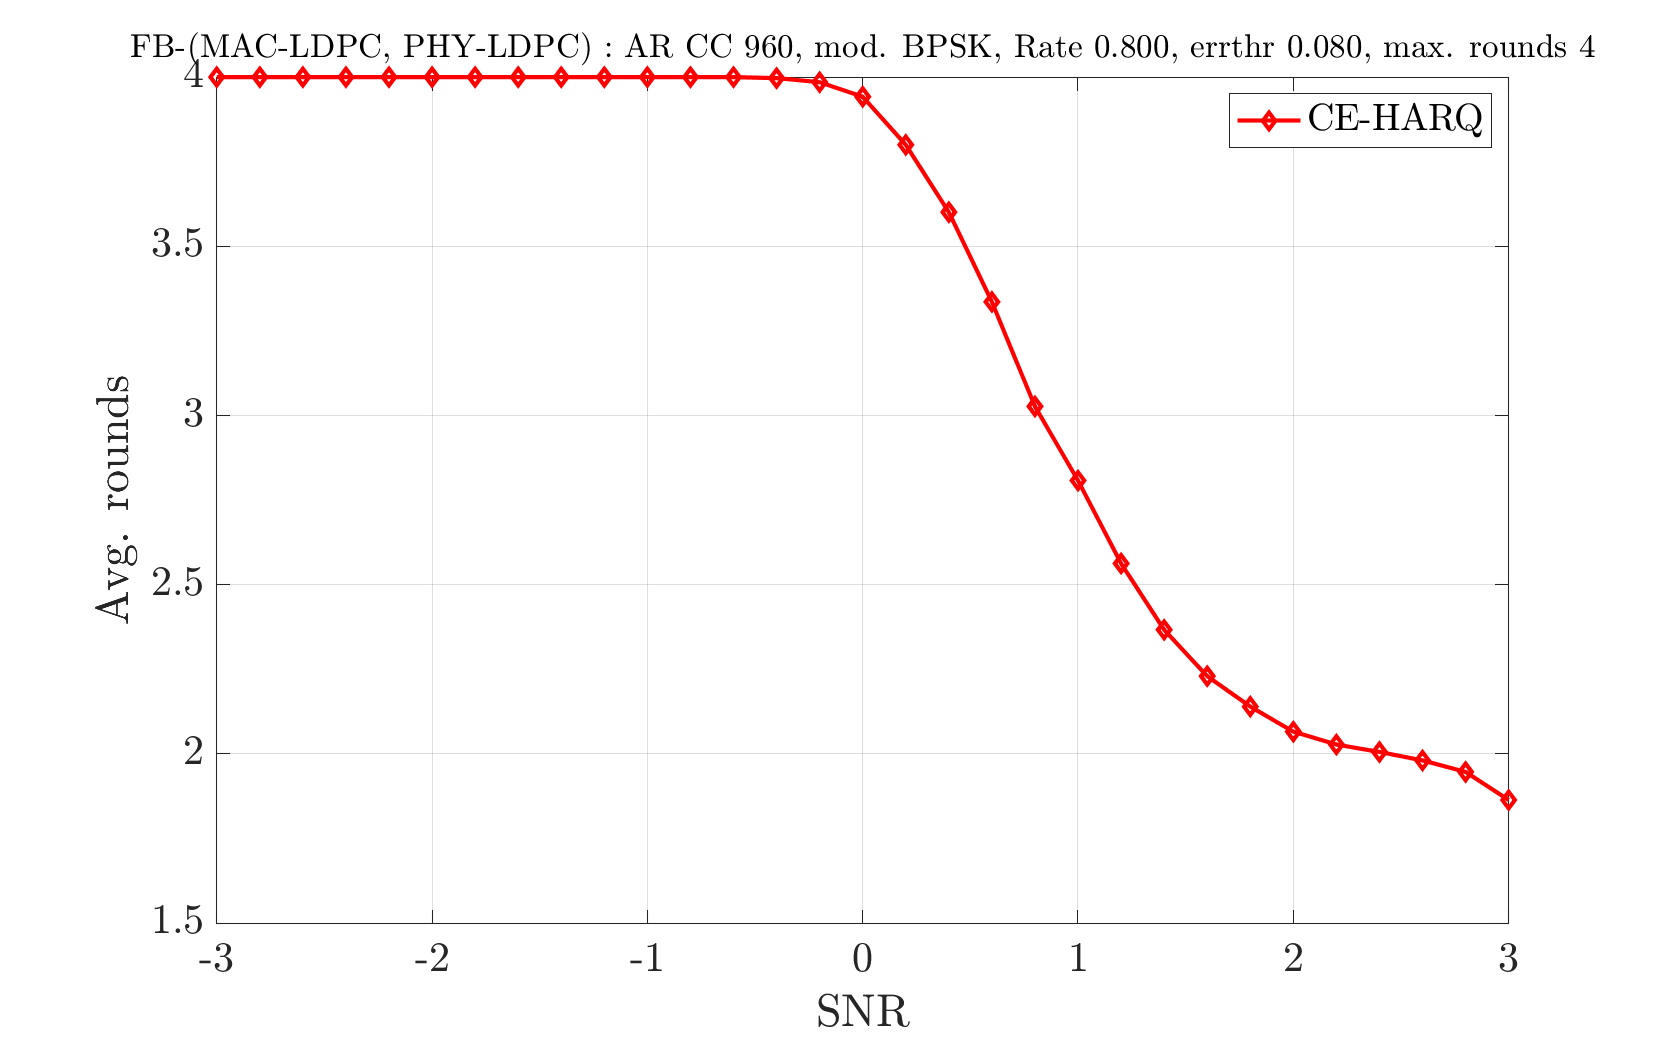 FB-(MAC-LDPC, PHY-LDPC) : AR CC 960, mod. BPSK, Rate 0.800, errthr 0.080, max. rounds 4
CE-HARQ
4
3.5
3
2.5
2
1.5
Avg. rounds
-3 -2 -1 0 1 2 3
SNR